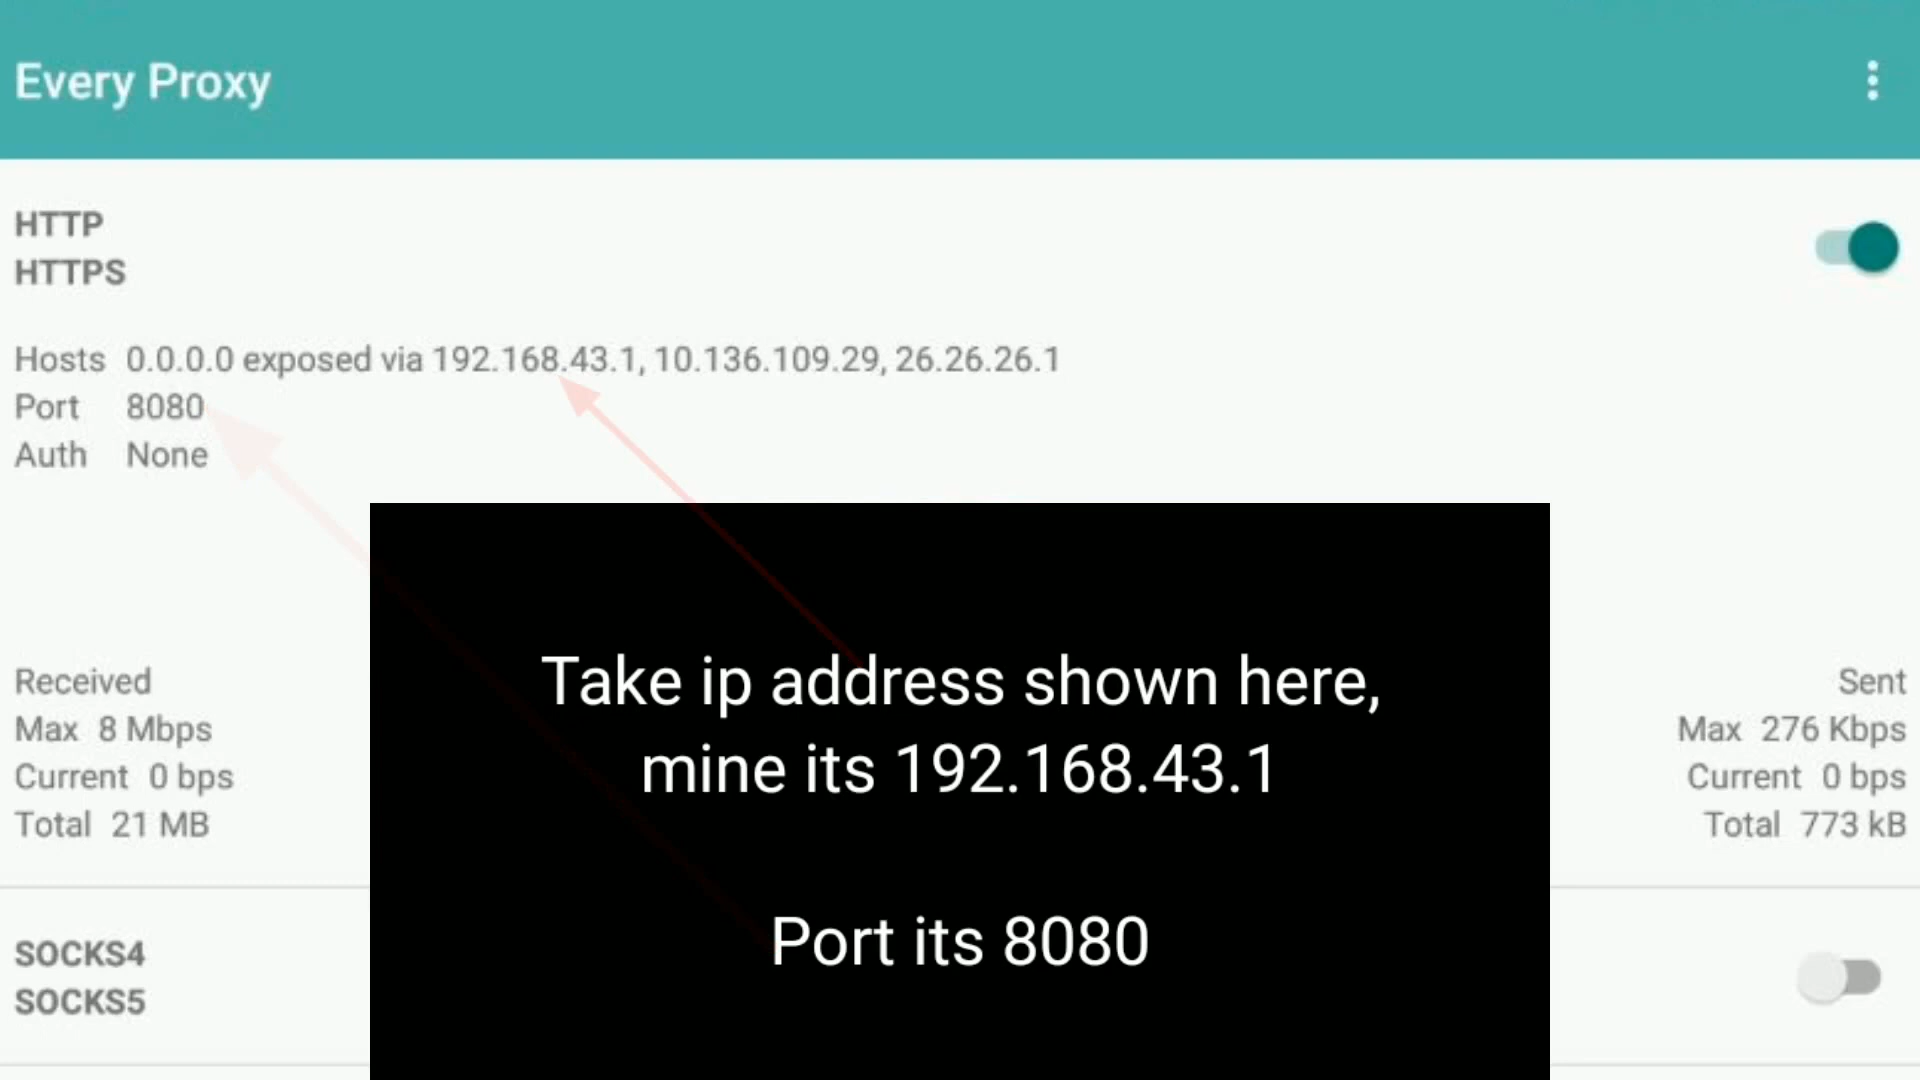 Every Proxy
HTTP
HTTPS
Hosts 0.0.0.0 exposed via 192.168.43.1, 10.136.109.29, 26.26.26.1
Port 8080
Auth None
Received
Max 8 Mbps
Current 0 bps
Total 21 MB
Sent
Max 276 Kbps
Current 0 bps
Total 773 kB
Take ip address shown here,
mine its 192.168.43.1
Port its 8080
SOCKS4
SOCKS5